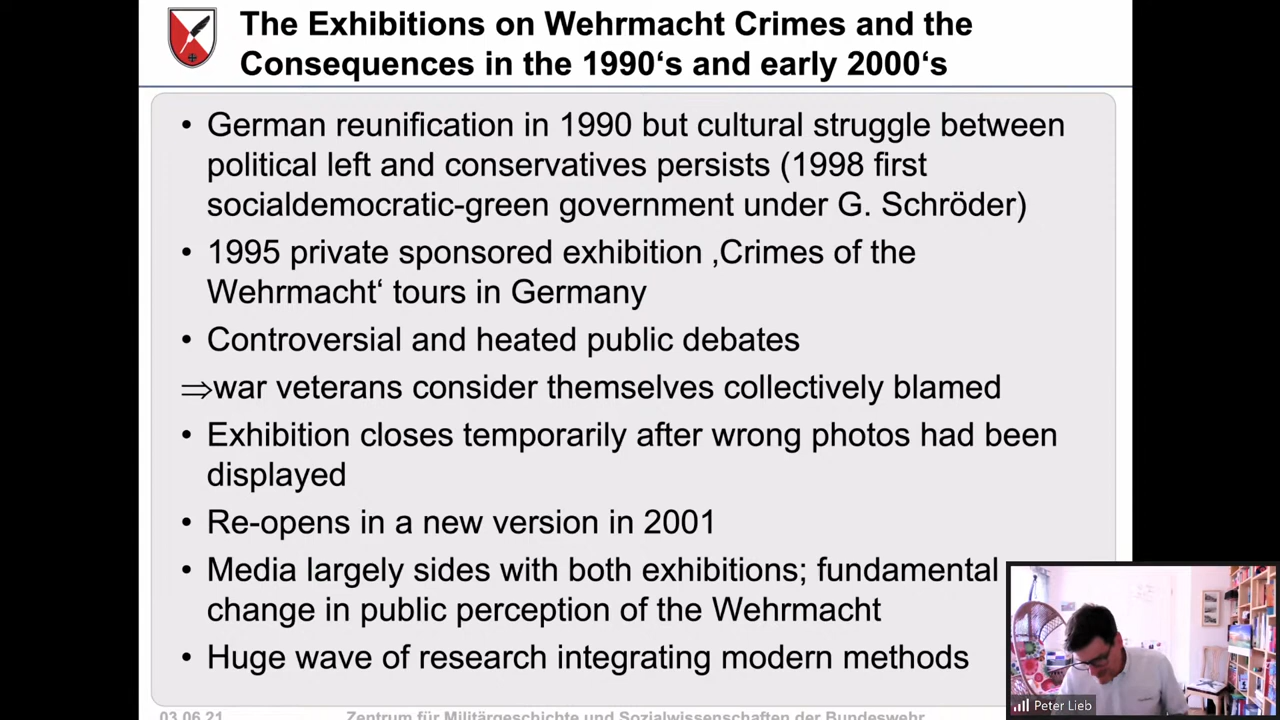 The Exhibitions on Wehrmacht Crimes and the
Consequences in the 1990‘s and early 2000‘s
• German reunification in 1990 but cultural struggle between
political left and conservatives persists (1998 first
socialdemocratic-green government under G. Schröder)
• 1995 private sponsored exhibition ‚Crimes of the
Wehrmacht‘ tours in Germany
• Controversial and heated public debates
⇒war veterans consider themselves collectively blamed
• Exhibition closes temporarily after wrong photos had been
displayed
• Re-opens in a new version in 2001
• Media largely sides with both exhibitions; fundamental
change in public perception of the Wehrmacht
• Huge wave of research integrating modern methods
Peter Lieb
03.06.21 Zentrum für Militärgeschichte und Sozialwissenschaften der Bundeswehr